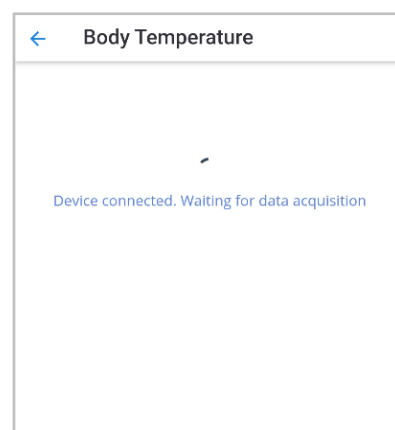 Body Temperature
Device connected. Waiting for data acquisition